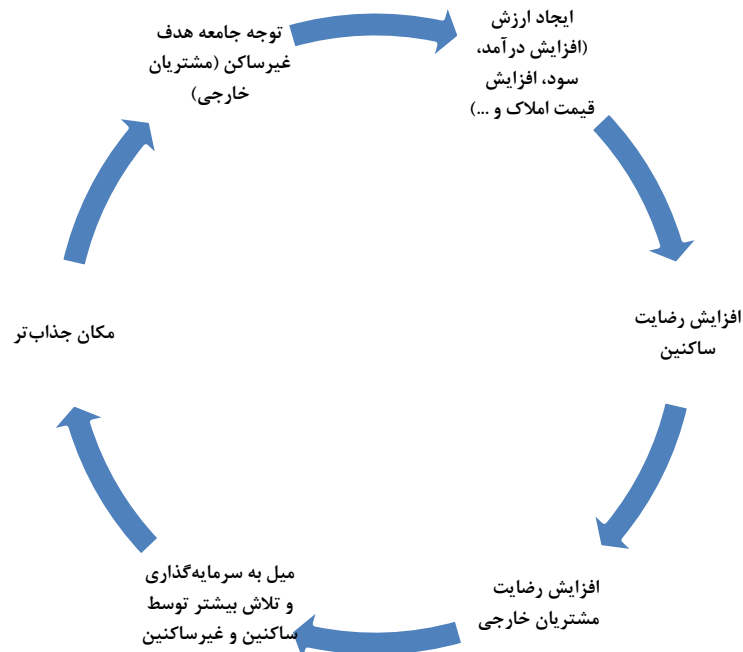 توجه جامعه هدف
غیرساکن (مشتریان
خارجی)
ایجاد ارزش
(افزایش درآمد،
سود، افزایش
قیمت املاک و ...)
افزایش رضایت
ساکنین
افزایش رضایت
مشتریان خارجی
میل به سرمایه‌گذاری
و تلاش بیشتر توسط
ساکنین و غیرساکنین
مکان جذاب‌تر